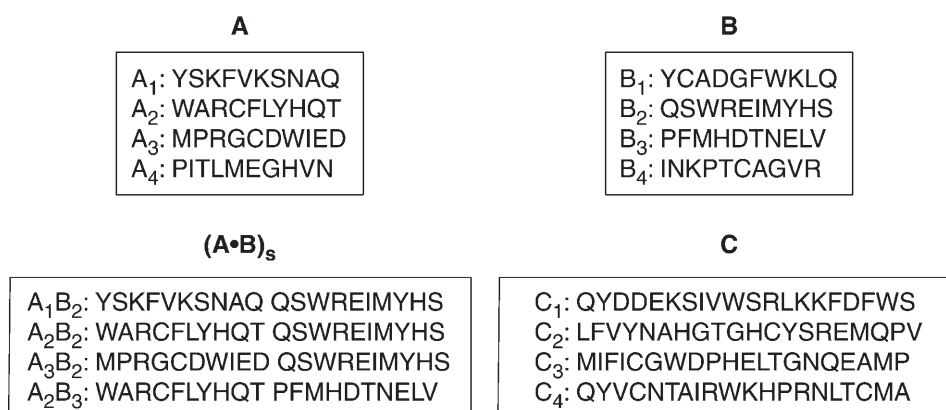 A
A1: YSKFVKSNAQ
A2: WARCFLYHQT
A3: MPRGCDWIED
A4: PITLMEGHVN
B
B1: YCADGFWKLQ
B2: QSWREIMYHS
B3: PFMHDTNELV
B4: INKPTCAGVR
(A•B)s
A1B2: YSKFVKSNAQ QSWREIMYHS
A2B2: WARCFLYHQT QSWREIMYHS
A3B2: MPRGCDWIED QSWREIMYHS
A2B3: WARCFLYHQT PFMHDTNELV
C
C1: QYDDEKSIVWSRLKKFDFWS
C2: LFVYNAHGTGHCYSREMQPV
C3: MIFICGWDPHELTGNQEAMP
C4: QYVCNTAIRWKHPRNLTCMA